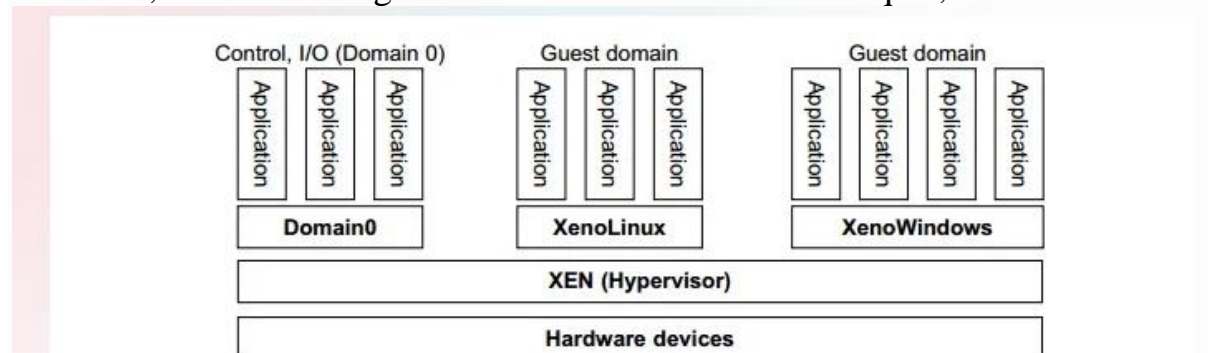 Control, I/O (Domain 0) Guest domain Guest domain
Application Application Application Application Application Application Application Application Application Application
Domain0 XenoLinux XenoWindows
XEN (Hypervisor)
Hardware devices